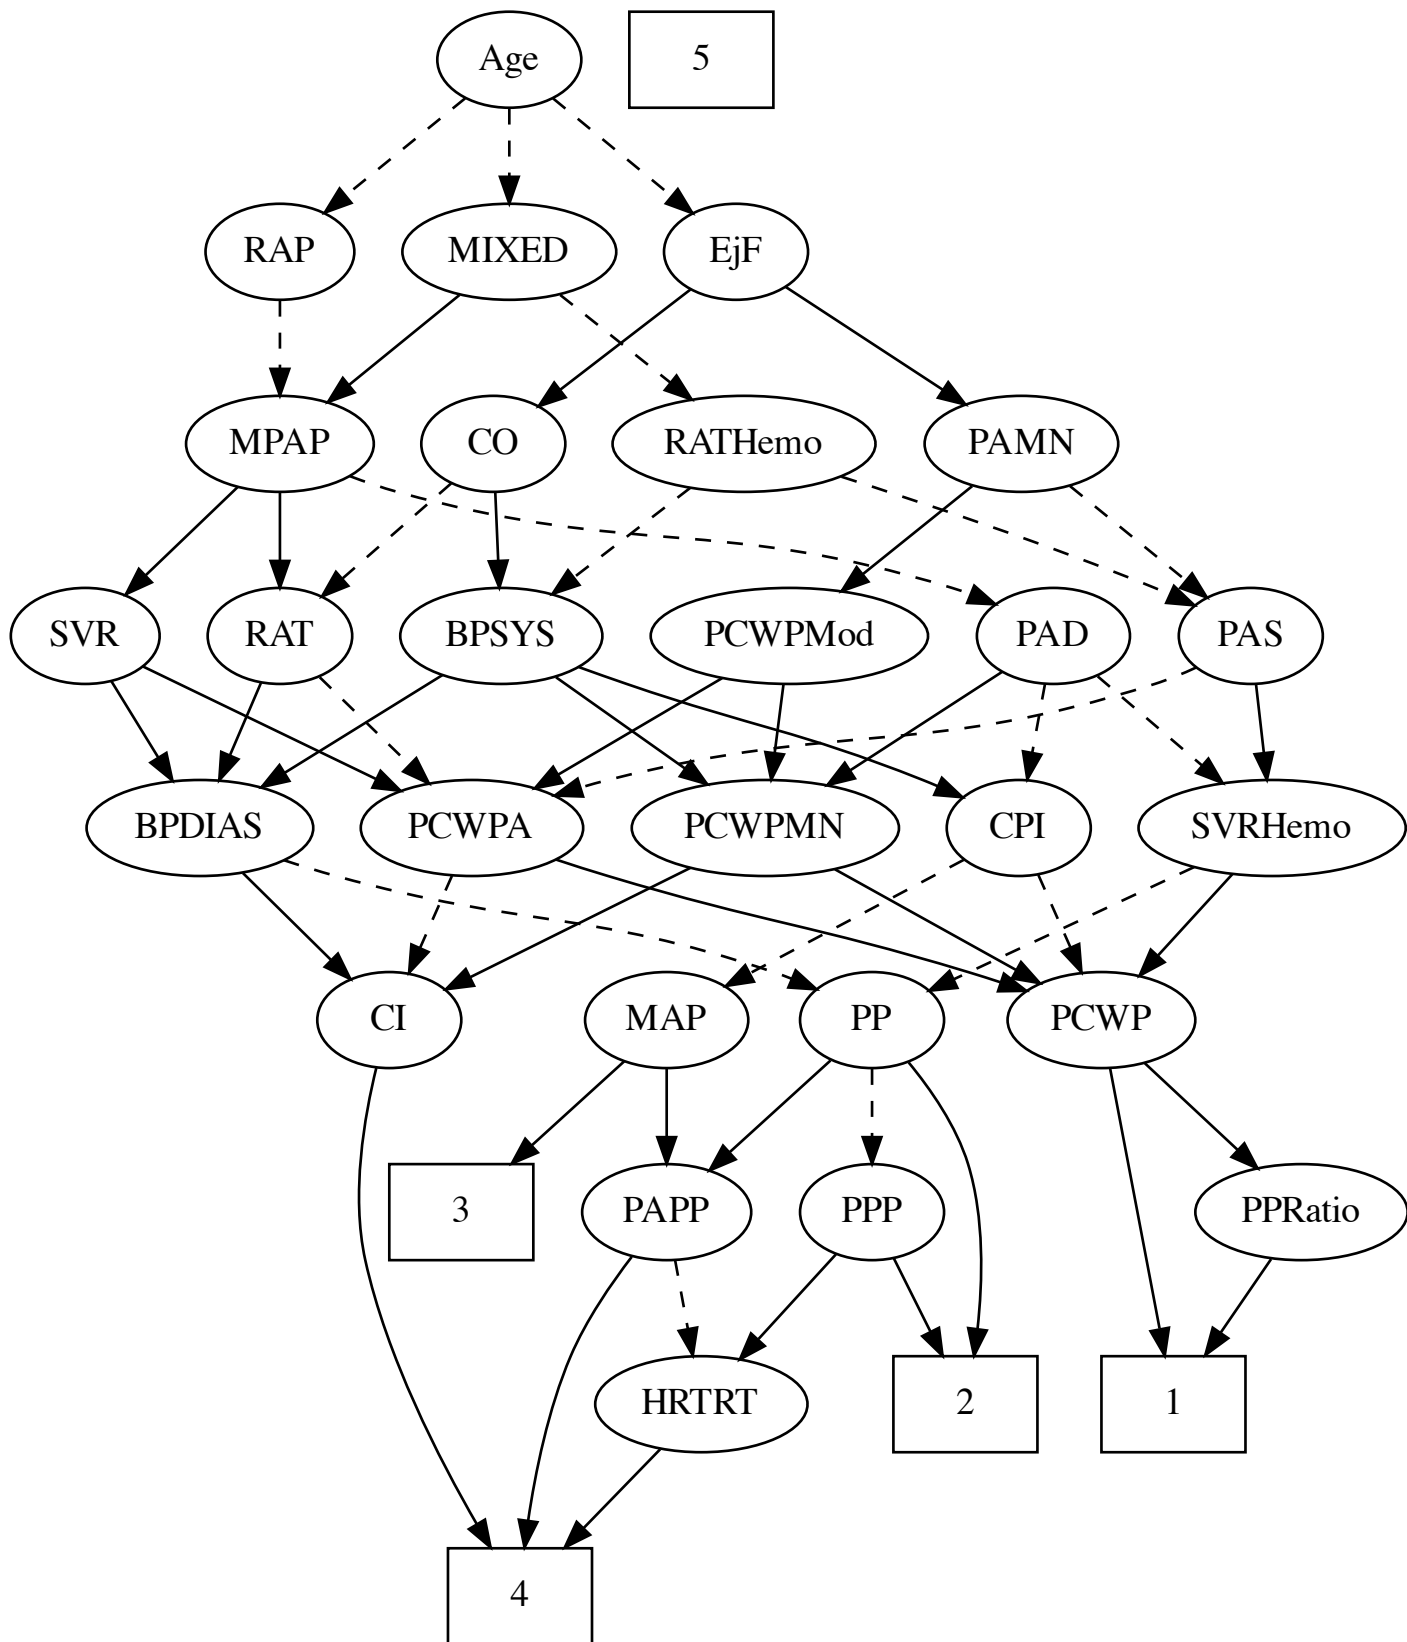 Age
5
RAP
MIXED
EjF
MPAP
CO
RATHemo
PAMN
SVR
RAT
BPSYS
PCWPMod
PAD
PAS
BPDIAS
PCWPA
PCWPMN
CPI
SVRHemo
CI
MAP
PP
PCWP
3
PAPP
PPP
PPRatio
HRTRT
2
1
4